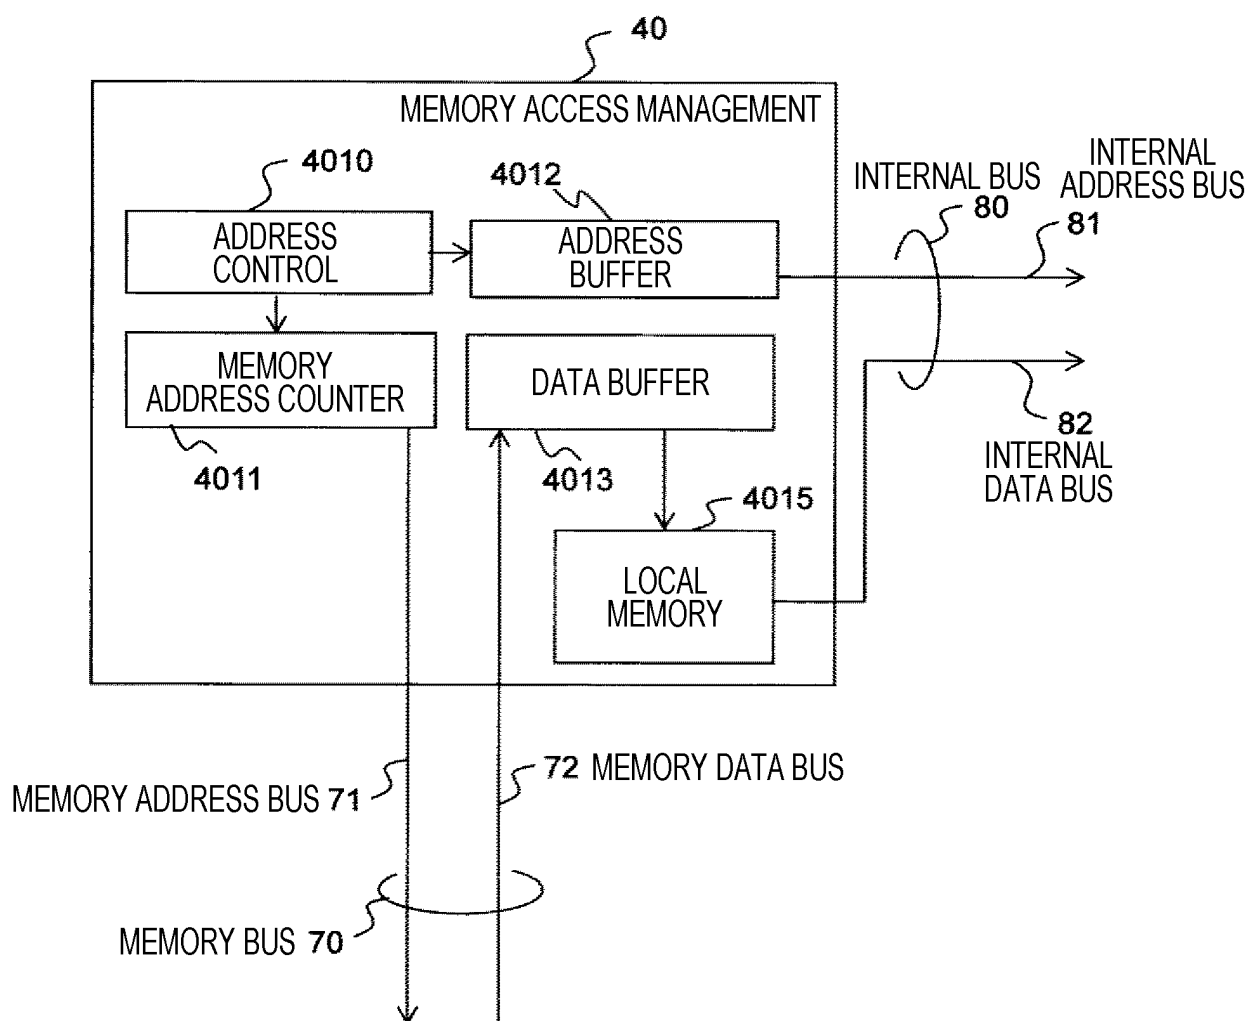 40
MEMORY ACCESS MANAGEMENT
4010
ADDRESS
CONTROL
4012
ADDRESS
BUFFER
INTERNAL BUS
80
INTERNAL
ADDRESS BUS
81
MEMORY
ADDRESS COUNTER
4011
DATA BUFFER
4013
82
INTERNAL
DATA BUS
4015
LOCAL
MEMORY
MEMORY ADDRESS BUS 71
72 MEMORY DATA BUS
MEMORY BUS 70